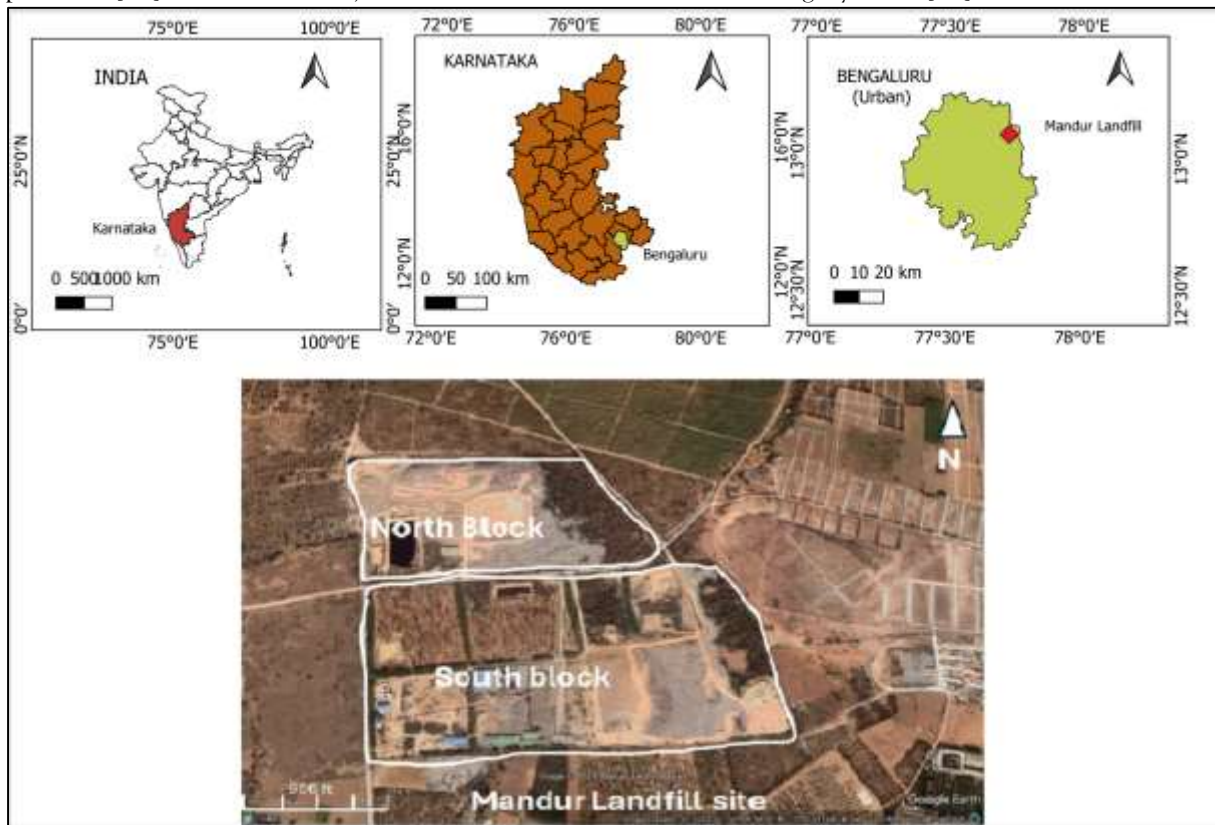 75°0'E 100°0'E
INDIA
25°0'N
0°0'
25°0'N
0°0'
Karnataka
0 500 1000 km
75°0'E 100°0'E
72°0'E 76°0'E 80°0'E
KARNATAKA
16°0'N
12°0'N
16°0'N
12°0'N
Bengaluru
0 50 100 km
72°0'E 76°0'E 80°0'E
77°0'E 77°30'E 78°0'E
BENGALURU
(Urban)
Mandur Landfill
13°0'N
12°30'N
13°0'N
12°30'N
0 10 20 km
77°0'E 77°30'E 78°0'E
N
North Block
South block
Mandur Landfill site
Google Earth